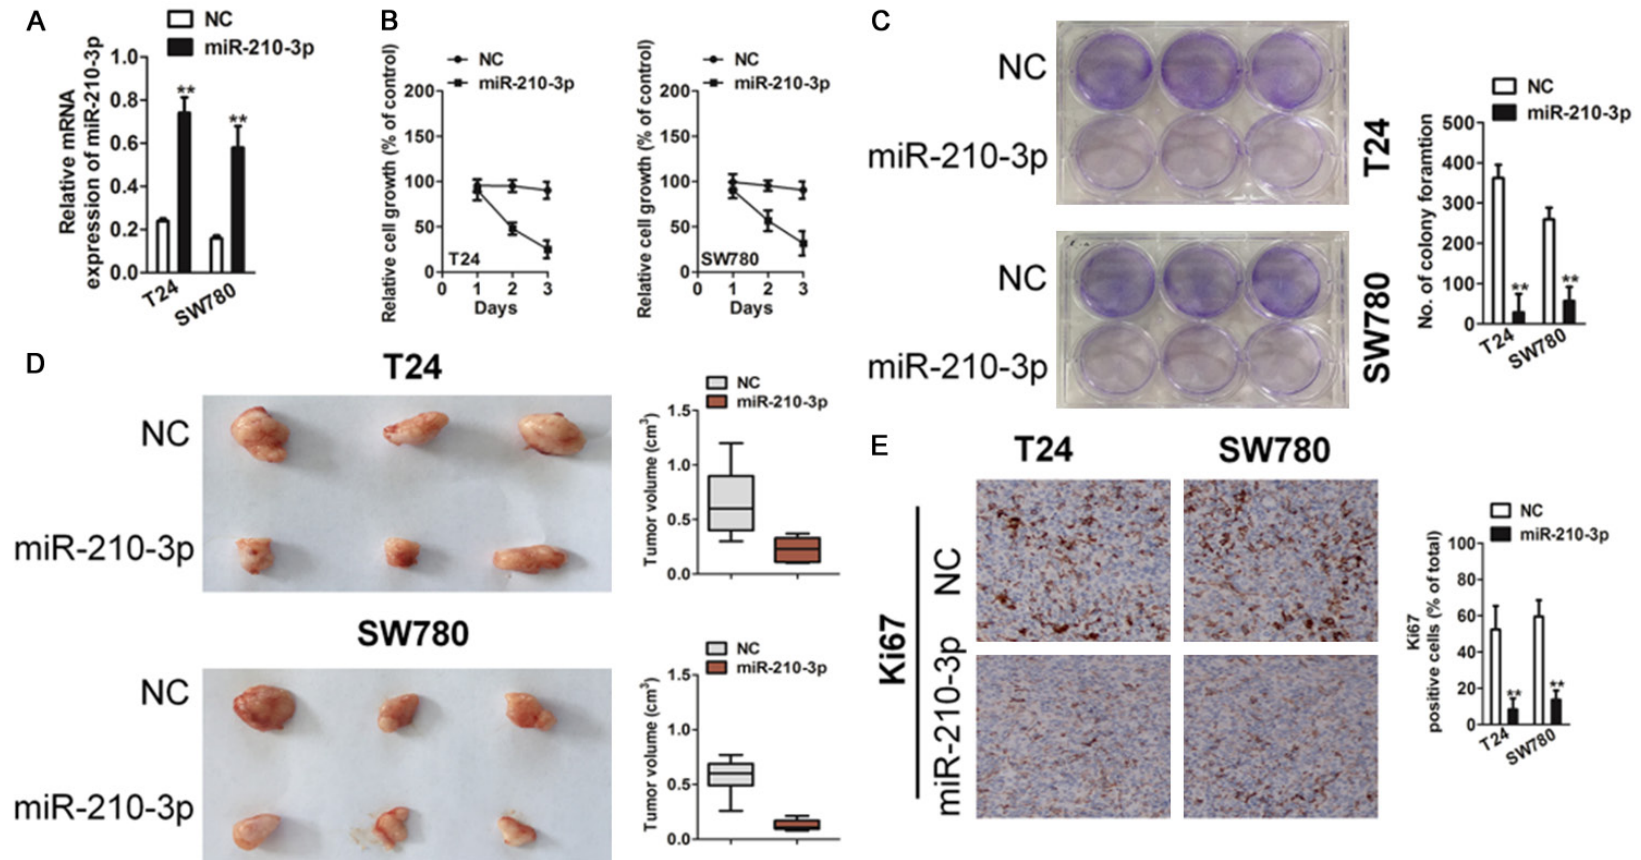 A
NC
miR-210-3p
Relative mRNA
expression of miR-210-3p
1.0
0.8
0.6
0.4
0.2
0.0
**
**
T24
SW780
B
NC
miR-210-3p
Relative cell growth (% of control)
200
150
100
50
0
T24
0 1 2 3
Days
NC
miR-210-3p
Relative cell growth (% of control)
200
150
100
50
0
SW780
0 1 2 3
Days
C
NC
miR-210-3p
T24
NC
miR-210-3p
SW780
NC
miR-210-3p
No. of colony foramtion
500
400
300
200
100
0
**
**
T24
SW780
D
T24
NC
miR-210-3p
NC
miR-210-3p
Tumor volume (cm³)
1.5
1.0
0.5
0.0
SW780
NC
miR-210-3p
NC
miR-210-3p
Tumor volume (cm³)
1.5
1.0
0.5
0.0
E
T24
SW780
Ki67
NC
miR-210-3p
NC
miR-210-3p
Ki67
positive cells (% of total)
100
80
60
40
20
0
**
**
T24
SW780